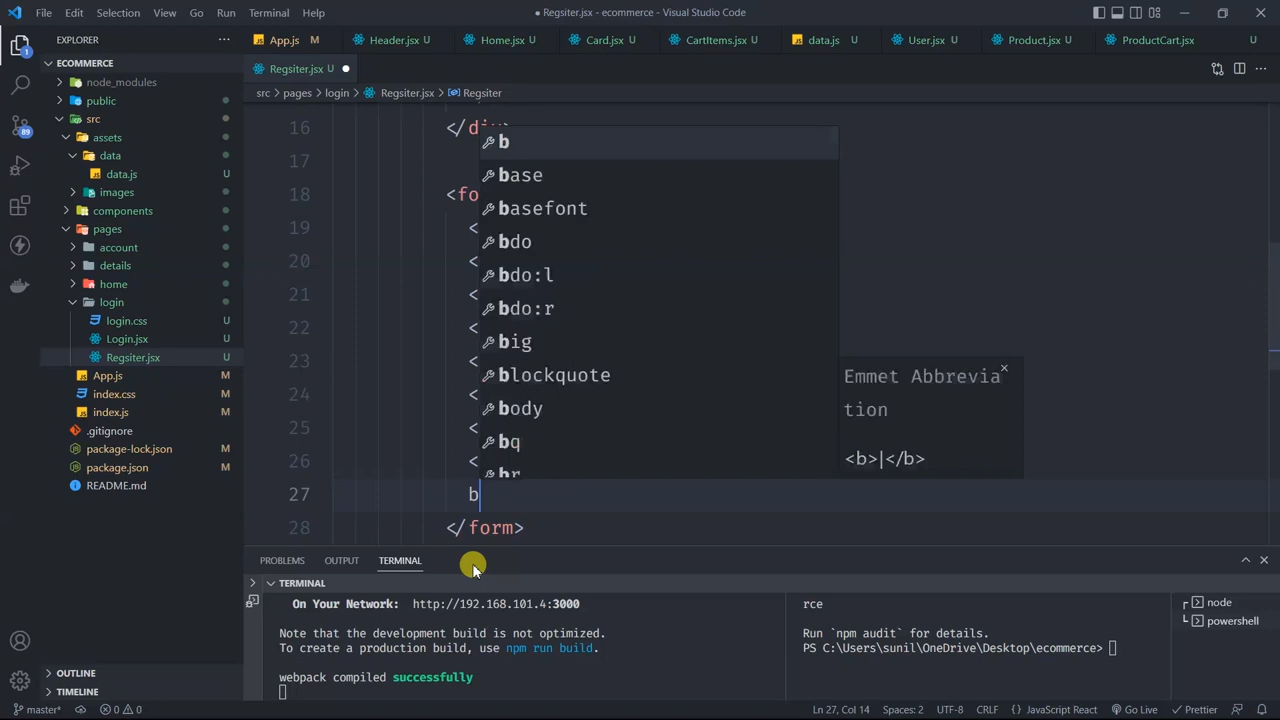 File Edit Selection View Go Run Terminal Help
Regsiter.jsx - ecommerce - Visual Studio Code
EXPLORER
App.js M
Header.jsx U
Home.jsx U
Card.jsx U
CartItems.jsx U
data.js U
User.jsx U
Product.jsx U
ProductCart.jsx U
ECOMMERCE
Regsiter.jsx U
node_modules
public
src > pages > login > Regsiter.jsx > Regsiter
src
assets
data
data.js U
images
components
pages
account
details
home
login
login.css U
Login.jsx U
Regsiter.jsx U
App.js M
index.css M
index.js M
.gitignore
package-lock.json M
package.json M
README.md
16 </div>
17
18 <fo
19 <
20 <
21 <
22 <
23 <
24 <
25 <
26 <
27 b
28 </form>
b
base
basefont
bdo
bdo:l
bdo:r
big
blockquote
body
bq
br
Emmet Abbrevia
tion
<b>|</b>
PROBLEMS OUTPUT TERMINAL
TERMINAL
On Your Network: http://192.168.101.4:3000
Note that the development build is not optimized.
To create a production build, use npm run build.
webpack compiled successfully
rce
Run `npm audit` for details.
PS C:\Users\sunil\OneDrive\Desktop\ecommerce>
node
powershell
OUTLINE
TIMELINE
1
89
master* 0 0 Ln 27, Col 14 Spaces: 2 UTF-8 CRLF JavaScript React Go Live Prettier